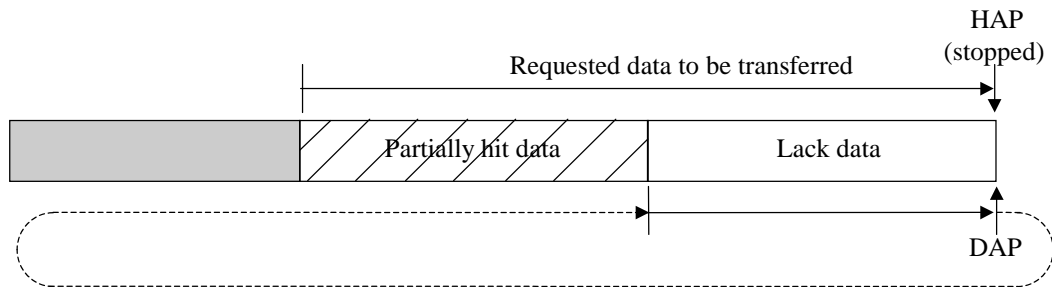 HAP
(stopped)
Requested data to be transferred
Partially hit data
Lack data
DAP